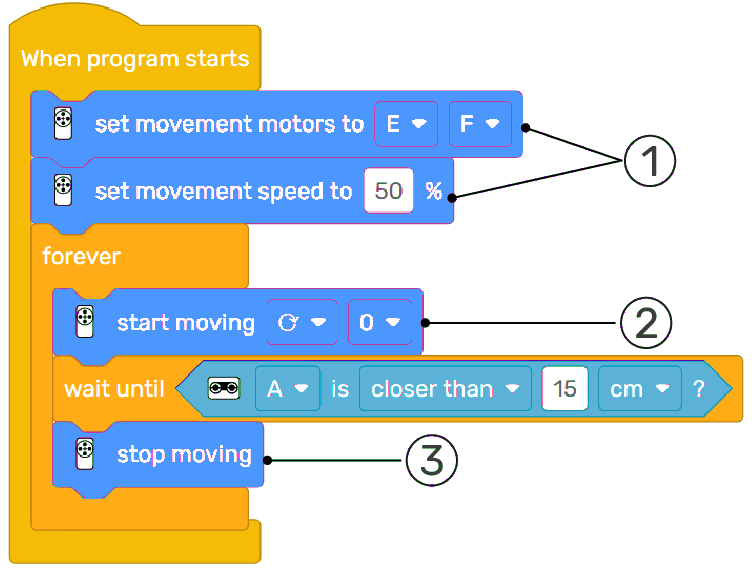 When program starts
set movement motors to E F
1
set movement speed to 50 %
forever
start moving 0
2
wait until A is closer than 15 cm ?
stop moving
3